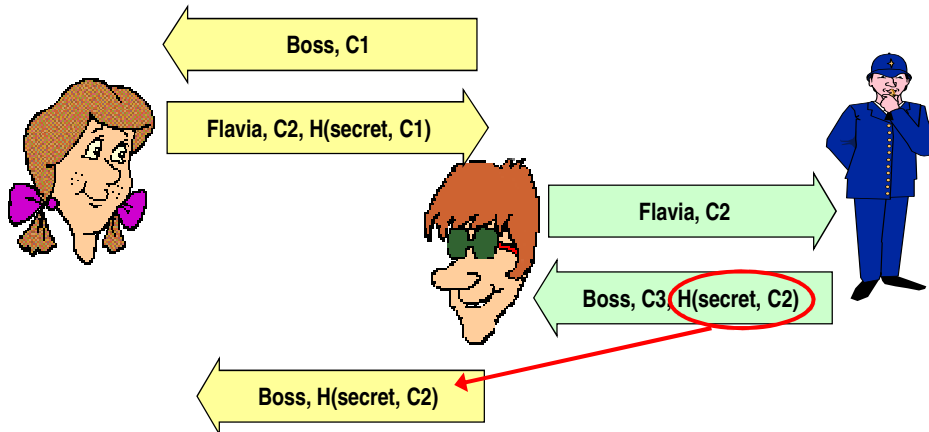 Boss, C1
Flavia, C2, H(secret, C1)
Flavia, C2
Boss, C3, H(secret, C2)
Boss, H(secret, C2)